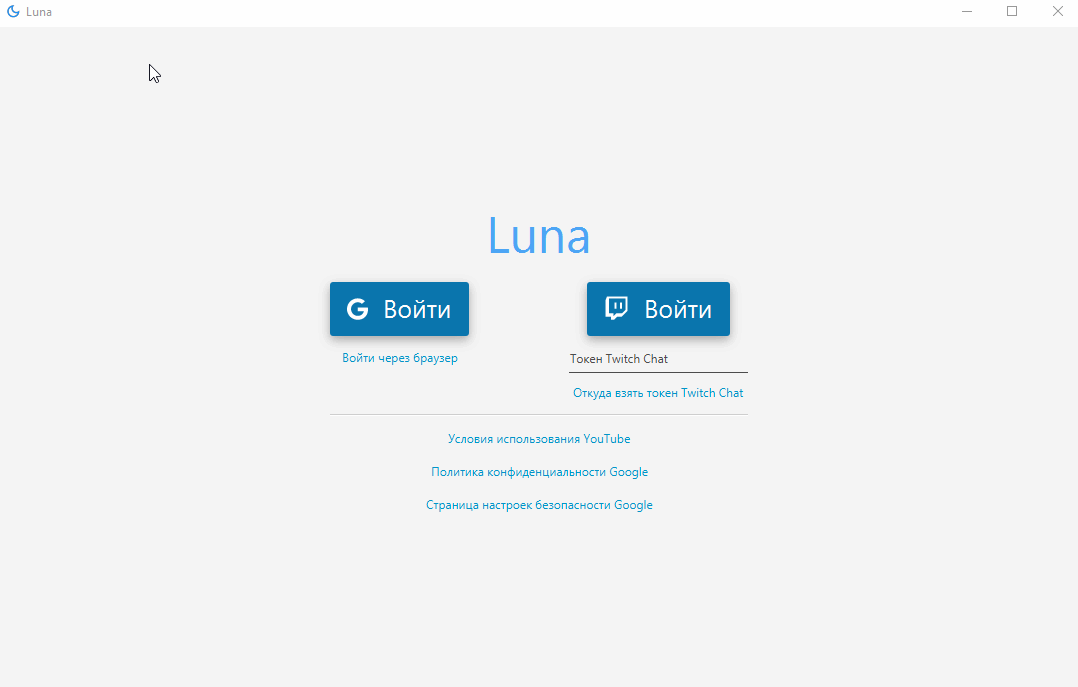 Luna
Luna
Войти
Войти
Войти через браузер
Токен Twitch Chat
Откуда взять токен Twitch Chat
Условия использования YouTube
Политика конфиденциальности Google
Страница настроек безопасности Google